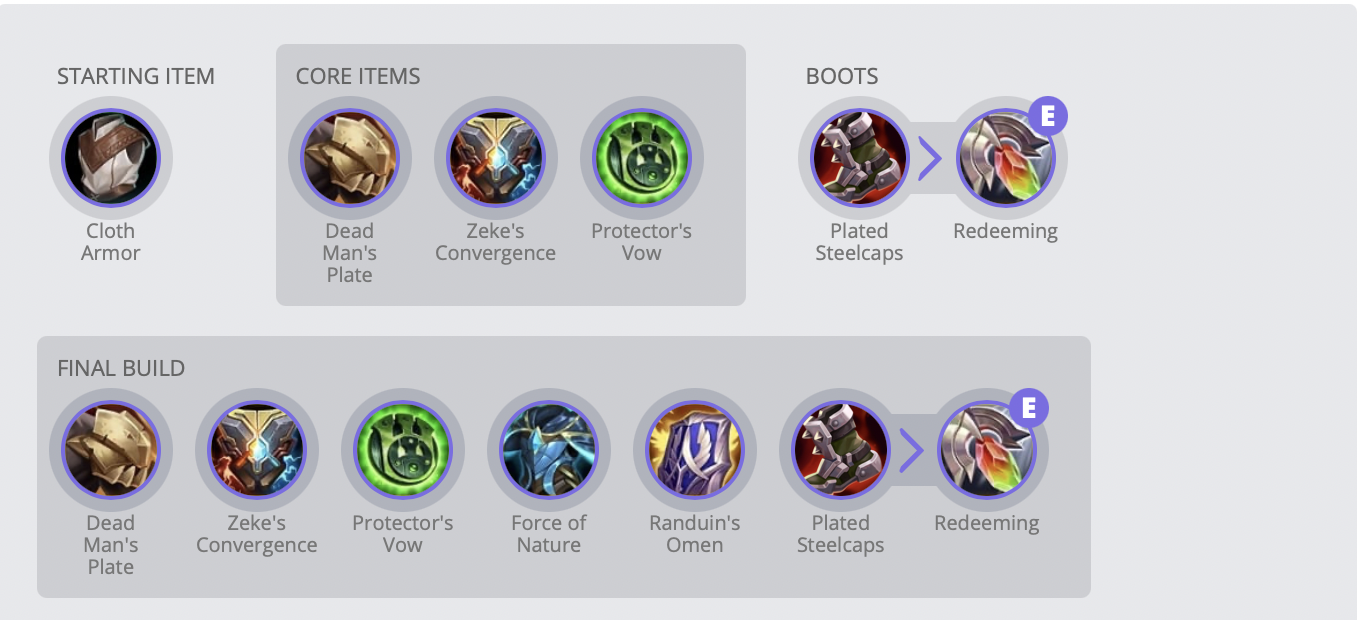 STARTING ITEM
CORE ITEMS
BOOTS
E
Cloth
Armor
Dead
Man's
Plate
Zeke's
Convergence
Protector's
Vow
Plated
Steelcaps
Redeeming
FINAL BUILD
E
Dead
Man's
Plate
Zeke's
Convergence
Protector's
Vow
Force of
Nature
Randuin's
Omen
Plated
Steelcaps
Redeeming